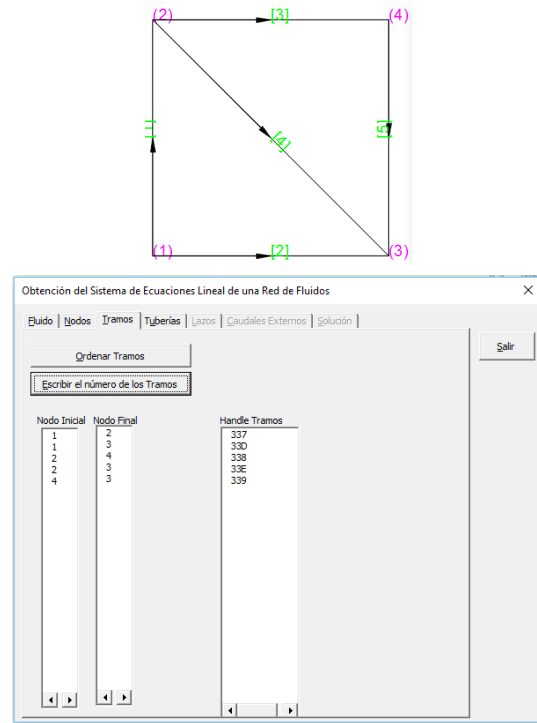 (2) [3] (4)
[1] [4] [5]
(1) [2] (3)
Obtención del Sistema de Ecuaciones Lineal de una Red de Fluidos
Fluido Nodos Tramos Tuberías Lazos Caudales Externos Solución
Salir
Ordenar Tramos
Escribir el número de los Tramos
Nodo Inicial Nodo Final Handle Tramos
1 2 337
1 3 33D
2 4 338
2 3 33E
4 3 339